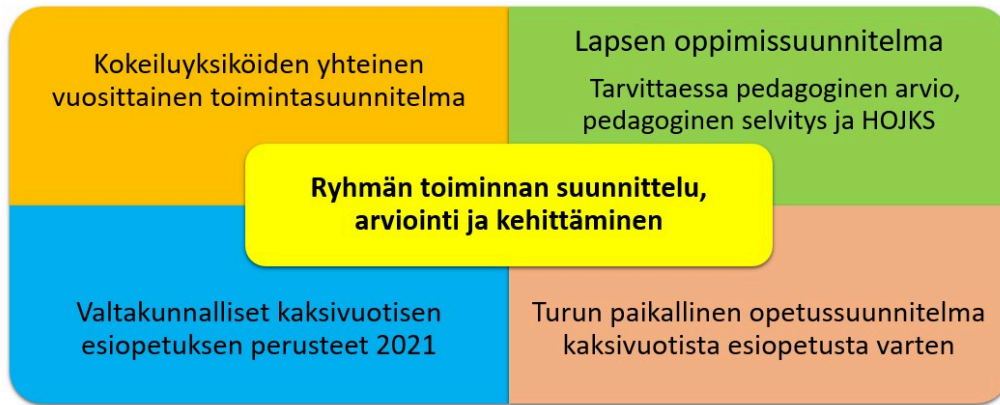 Kokeiluyksiköiden yhteinen
vuosittainen toimintasuunnitelma
Lapsen oppimissuunnitelma
Tarvittaessa pedagoginen arvio,
pedagoginen selvitys ja HOJKS
Ryhmän toiminnan suunnittelu,
arviointi ja kehittäminen
Valtakunnalliset kaksivuotisen
esiopetuksen perusteet 2021
Turun paikallinen opetussuunnitelma
kaksivuotista esiopetusta varten